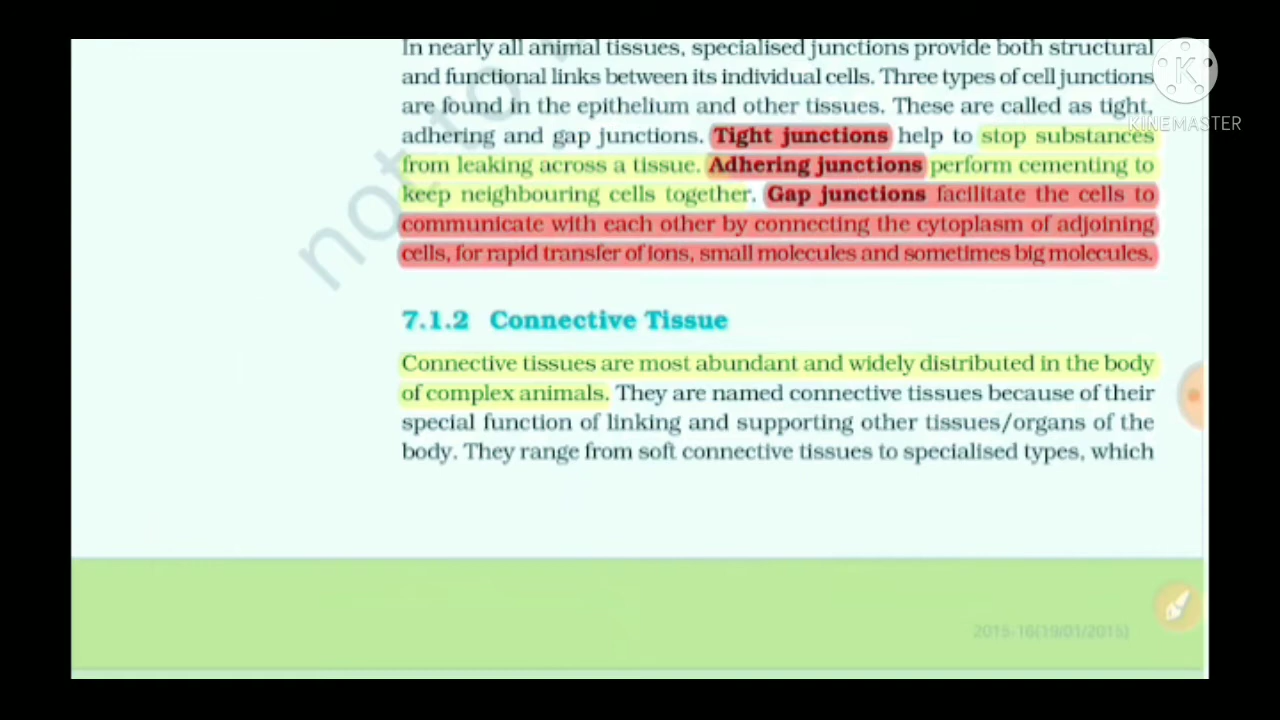 In nearly all animal tissues, specialised junctions provide both structural
and functional links between its individual cells. Three types of cell junctions
are found in the epithelium and other tissues. These are called as tight,
adhering and gap junctions. Tight junctions help to stop substances
from leaking across a tissue. Adhering junctions perform cementing to
keep neighbouring cells together. Gap junctions facilitate the cells to
communicate with each other by connecting the cytoplasm of adjoining
cells, for rapid transfer of ions, small molecules and sometimes big molecules.
K
KINEMASTER
not to
7.1.2 Connective Tissue
Connective tissues are most abundant and widely distributed in the body
of complex animals. They are named connective tissues because of their
special function of linking and supporting other tissues/organs of the
body. They range from soft connective tissues to specialised types, which
2015-16(19/01/2015)